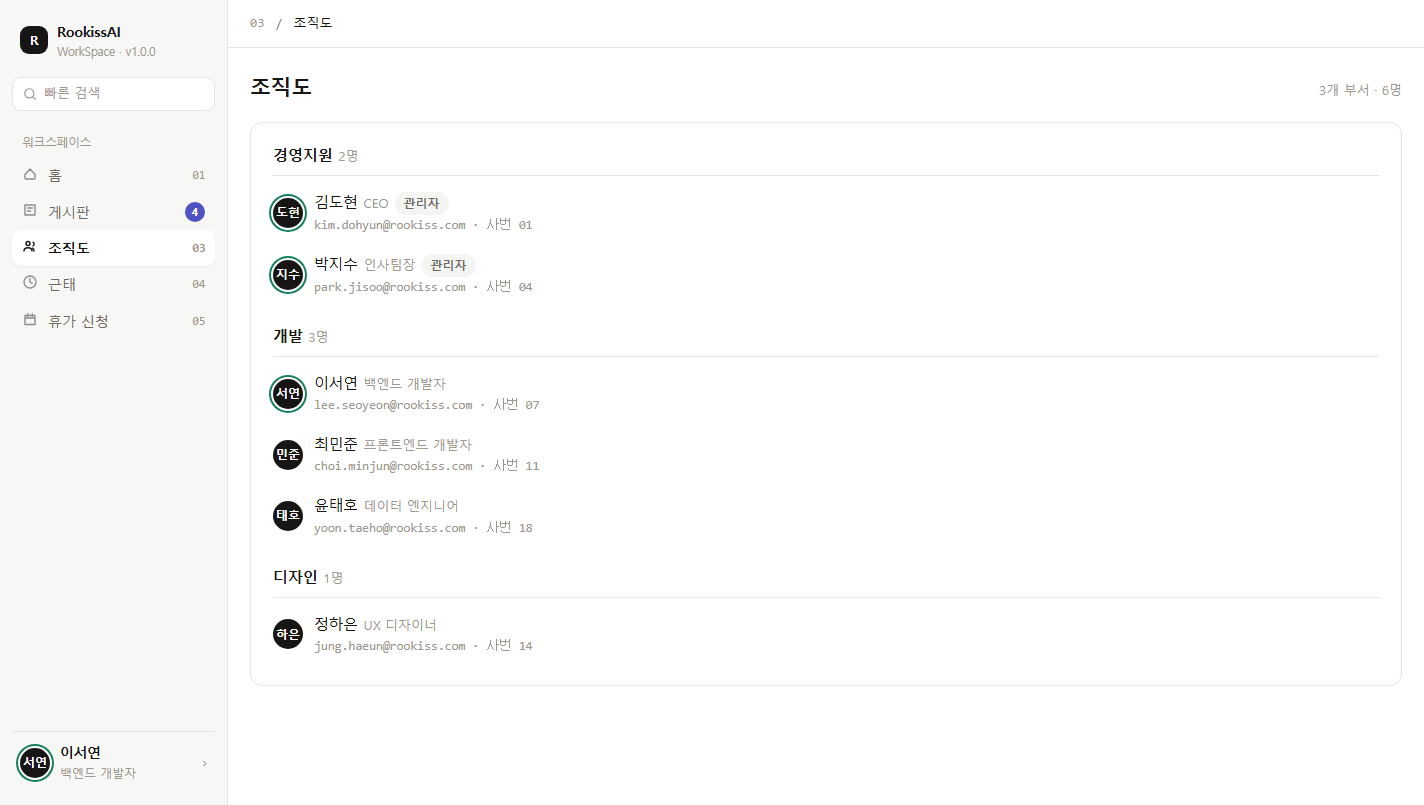 R
RookissAI
WorkSpace · v1.0.0
빠른 검색
워크스페이스
홈 01
게시판 4
조직도 03
근태 04
휴가 신청 05
서연
이서연
백엔드 개발자
›
03 / 조직도
조직도
3개 부서 · 6명
경영지원 2명
도현
김도현 CEO 관리자
kim.dohyun@rookiss.com · 사번 01
지수
박지수 인사팀장 관리자
park.jisoo@rookiss.com · 사번 04
개발 3명
서연
이서연 백엔드 개발자
lee.seoyeon@rookiss.com · 사번 07
민준
최민준 프론트엔드 개발자
choi.minjun@rookiss.com · 사번 11
태호
윤태호 데이터 엔지니어
yoon.taeho@rookiss.com · 사번 18
디자인 1명
하은
정하은 UX 디자이너
jung.haeun@rookiss.com · 사번 14